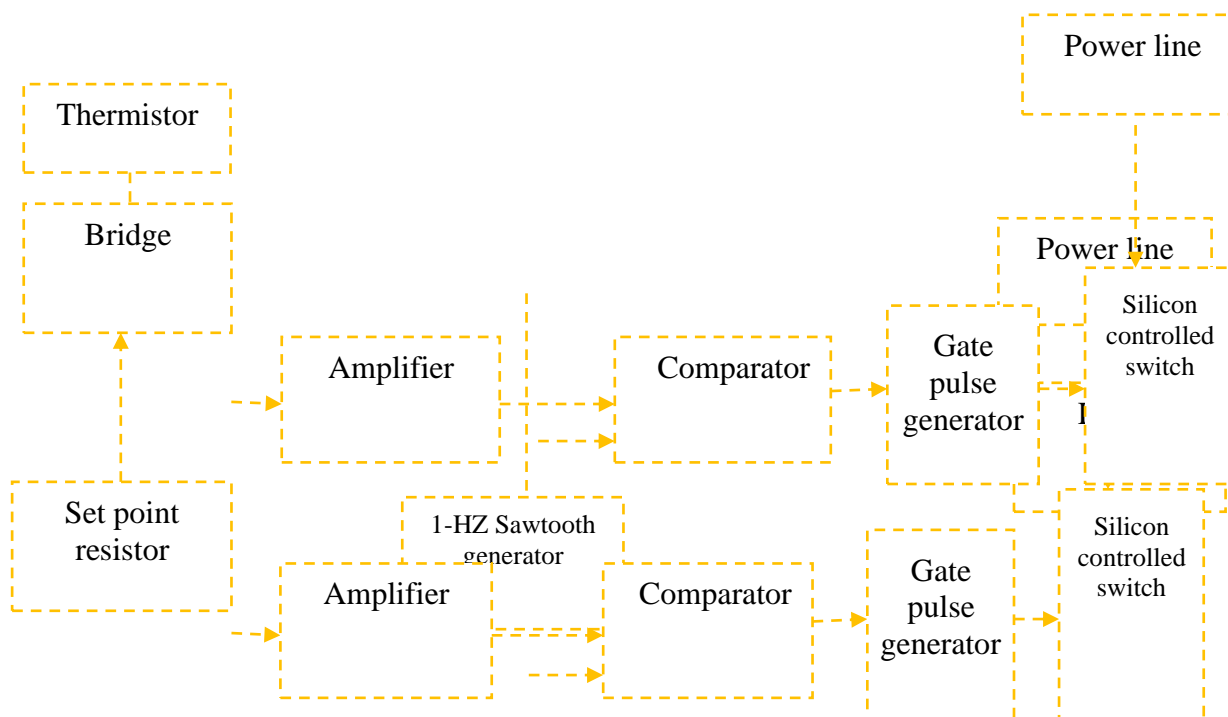 Power line
Thermistor
Bridge
Power line
Silicon
controlled
switch
Gate
pulse
generator
Amplifier
Comparator
Set point
resistor
1-HZ Sawtooth
generator
Silicon
controlled
switch
Amplifier
Comparator
Gate
pulse
generator